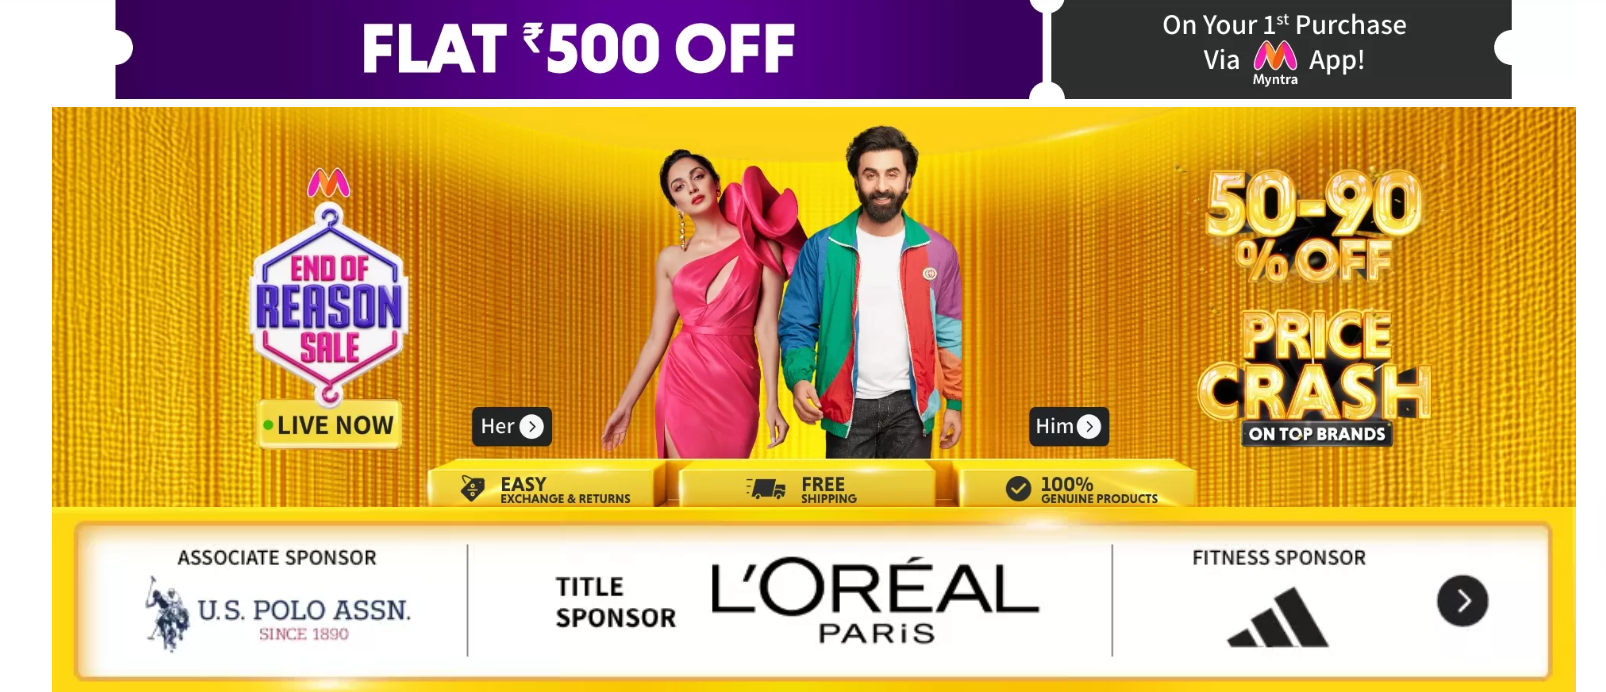 FLAT ₹500 OFF
On Your 1st Purchase
Via Myntra App!
END OF
REASON
SALE
LIVE NOW
Her
Him
50-90
% OFF
PRICE
CRASH
ON TOP BRANDS
EASY
EXCHANGE & RETURNS
FREE
SHIPPING
100%
GENUINE PRODUCTS
ASSOCIATE SPONSOR
U.S. POLO ASSN.
SINCE 1890
TITLE
SPONSOR
L'ORÉAL
PARiS
FITNESS SPONSOR